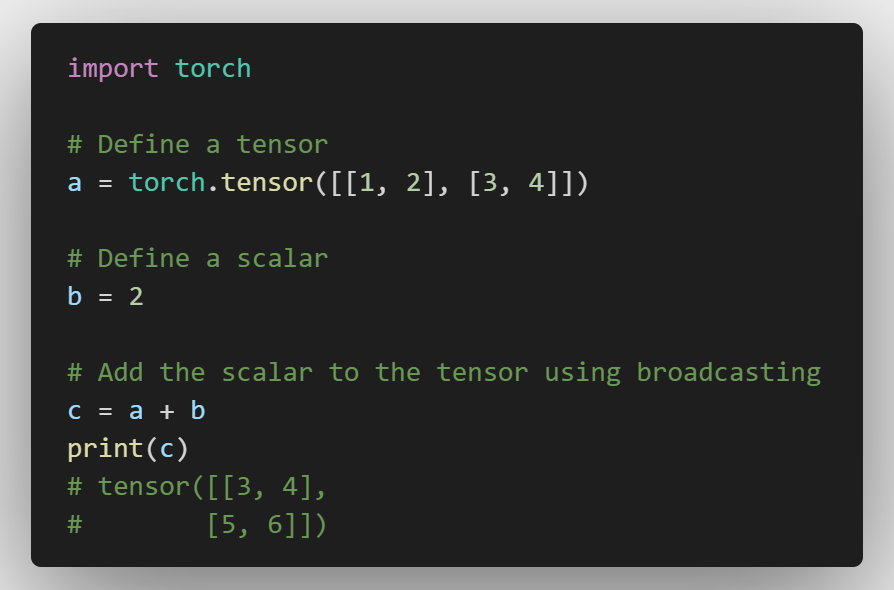 import torch
# Define a tensor
a = torch.tensor([[1, 2], [3, 4]])
# Define a scalar
b = 2
# Add the scalar to the tensor using broadcasting
c = a + b
print(c)
# tensor([[3, 4],
#        [5, 6]])